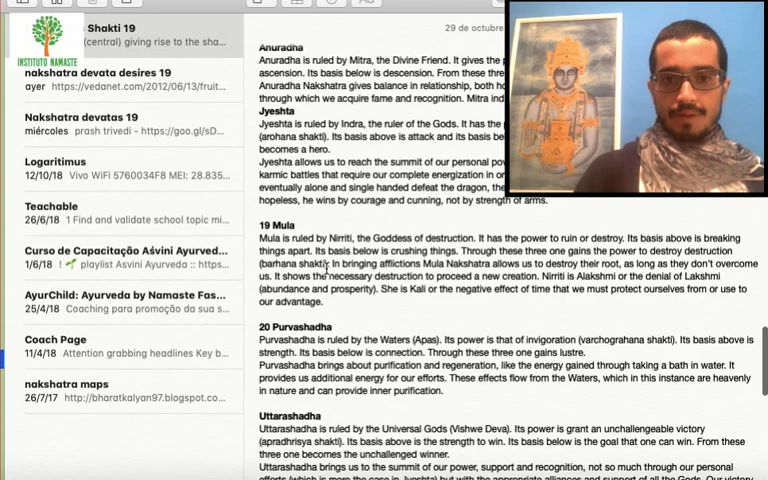 Shakti 19
(central) giving rise to the sha...
INSTITUTO NAMASTE
nakshatra devata desires 19
ayer https://vedanet.com/2012/06/13/fruit...
Nakshatra devatas 19
miércoles prash trivedi - https://goo.gl/sD...
Logaritimus
12/10/18 Vivo WiFi 5760034F8 MEI: 28.835...
Teachable
26/6/18 1 Find and validate school topic mi...
Curso de Capacitação Aśvini Ayurved...
1/6/18 ! 🌱 playlist Asvini Ayurveda :: https...
AyurChild: Ayurveda by Namaste Fas...
25/4/18 Coaching para promoção da sua s...
Coach Page
11/4/18 Attention grabbing headlines Key b...
nakshatra maps
26/7/17 http://bharatkalyan97.blogspot.co...
29 de octubre
Anuradha
Anuradha is ruled by Mitra, the Divine Friend. It gives the p
ascension. Its basis below is descension. From these thre
Anuradha Nakshatra gives balance in relationship, both ho
through which we acquire fame and recognition. Mitra ind
Jyeshta
Jyeshta is ruled by Indra, the ruler of the Gods. It has the
(arohana shakti). Its basis above is attack and its basis be
becomes a hero.
Jyeshta allows us to reach the summit of our personal pow
karmic battles that require our complete energization in or
eventually alone and single handed defeat the dragon, the
hopeless, he wins by courage and cunning, not by strength of arms.
19 Mula
Mula is ruled by Nirriti, the Goddess of destruction. It has the power to ruin or destroy. Its basis above is breaking
things apart. Its basis below is crushing things. Through these three one gains the power to destroy destruction
(barhana shakti). In bringing afflictions Mula Nakshatra allows us to destroy their root, as long as they don't overcome
us. It shows the necessary destruction to proceed a new creation. Nirriti is Alakshmi or the denial of Lakshmi
(abundance and prosperity). She is Kali or the negative effect of time that we must protect ourselves from or use to
our advantage.
20 Purvashadha
Purvashadha is ruled by the Waters (Apas). Its power is that of invigoration (varchograhana shakti). Its basis above is
strength. Its basis below is connection. Through these three one gains lustre.
Purvashadha brings about purification and regeneration, like the energy gained through taking a bath in water. It
provides us additional energy for our efforts. These effects flow from the Waters, which in this instance are heavenly
in nature and can provide inner purification.
Uttarashadha
Uttarashadha is ruled by the Universal Gods (Vishwe Deva). Its power is grant an unchallengeable victory
(apradhrisya shakti). Its basis above is the strength to win. Its basis below is the goal that one can win. From these
three one becomes the unchallenged winner.
Uttarashadha brings us to the summit of our power, support and recognition, not so much through our personal
efforts (which is more the case in Jyeshta) but with the appropriate alliances and support of all the Gods. Our victory